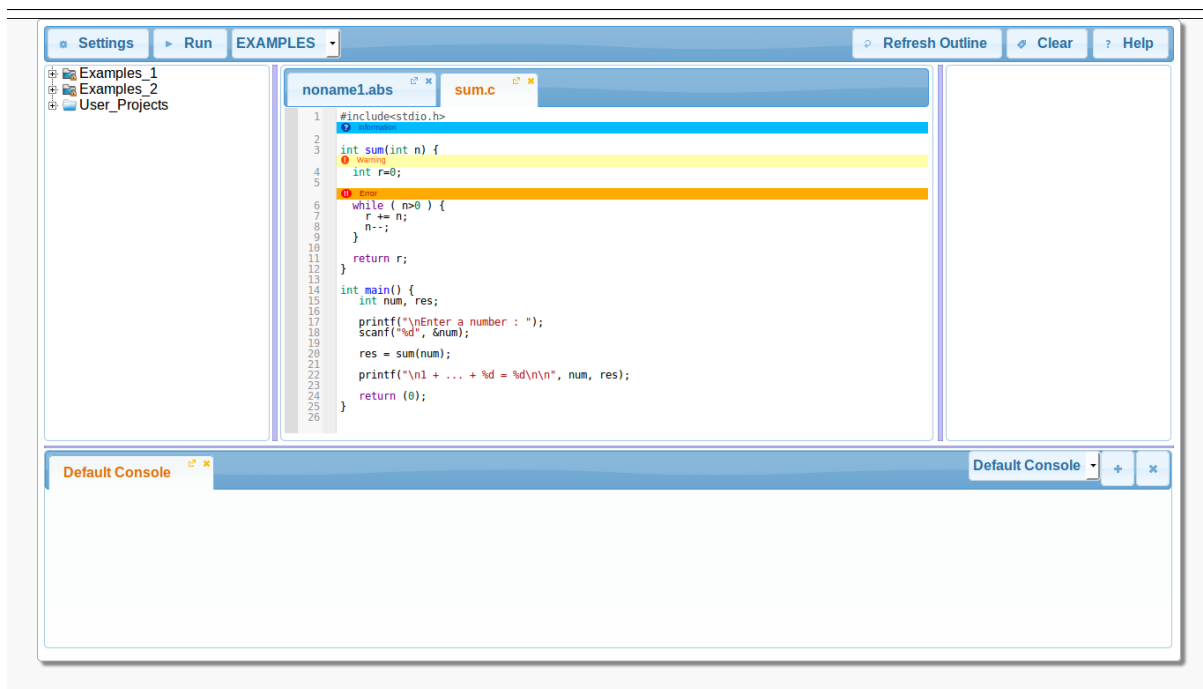 Settings Run EXAMPLES Refresh Outline Clear ? Help
Examples_1
Examples_2
User_Projects
noname1.abs sum.c
1 #include<stdio.h>
? Information
2
3 int sum(int n) {
! Warning
4 int r=0;
5
!! Error
6 while ( n>0 ) {
7 r += n;
8 n--;
9 }
10
11 return r;
12 }
13
14 int main() {
15 int num, res;
16
17 printf("\nEnter a number : ");
18 scanf("%d", &num);
19
20 res = sum(num);
21
22 printf("\n1 + ... + %d = %d\n\n", num, res);
23
24 return (0);
25 }
26
Default Console Default Console